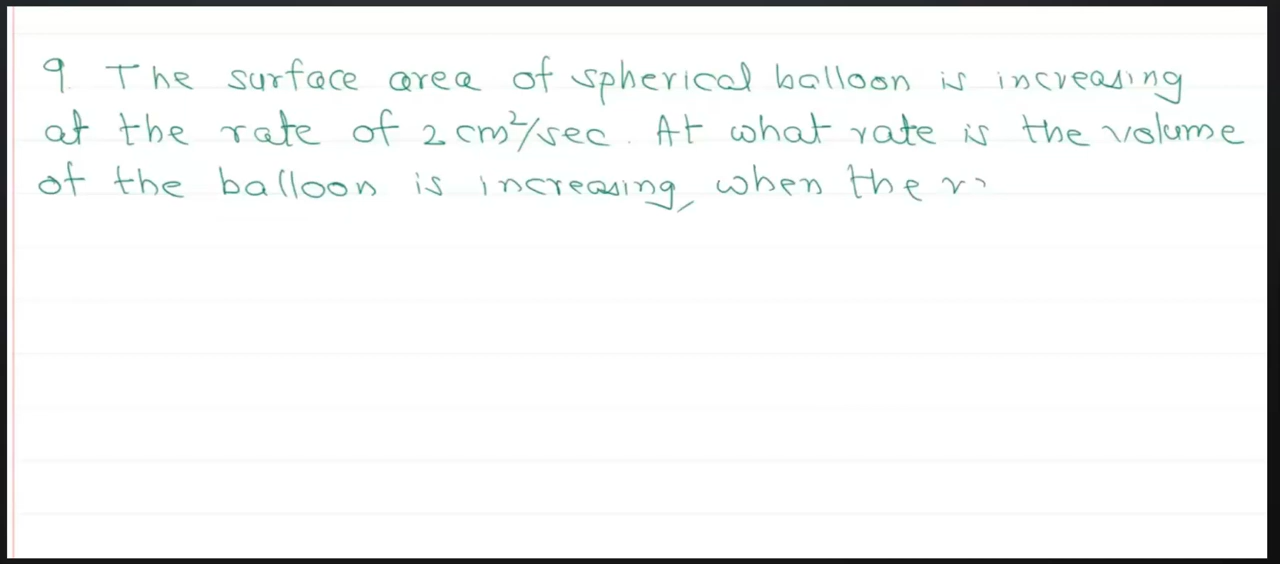 9. The surface area of spherical balloon is increasing
at the rate of 2 cm²/sec. At what rate is the volume
of the balloon is increasing, when the